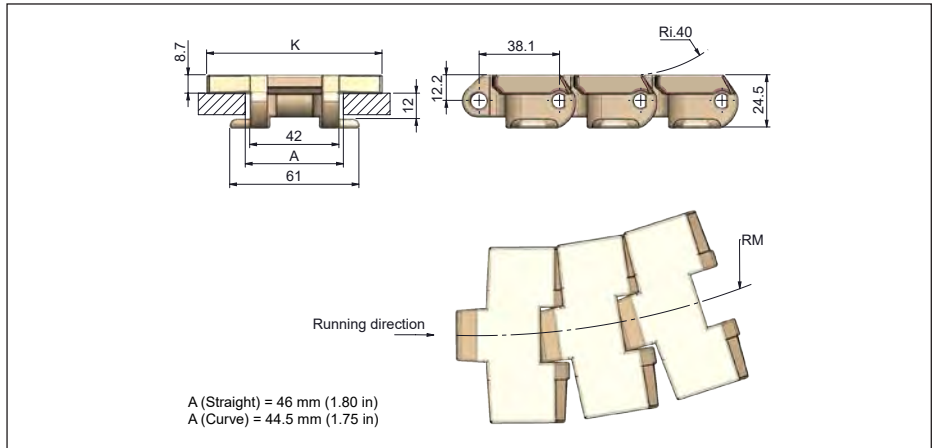 K
8.7
12
42
A
61
38.1
Ri.40
12.2
24.5
RM
Running direction
A (Straight) = 46 mm (1.80 in)
A (Curve) = 44.5 mm (1.75 in)